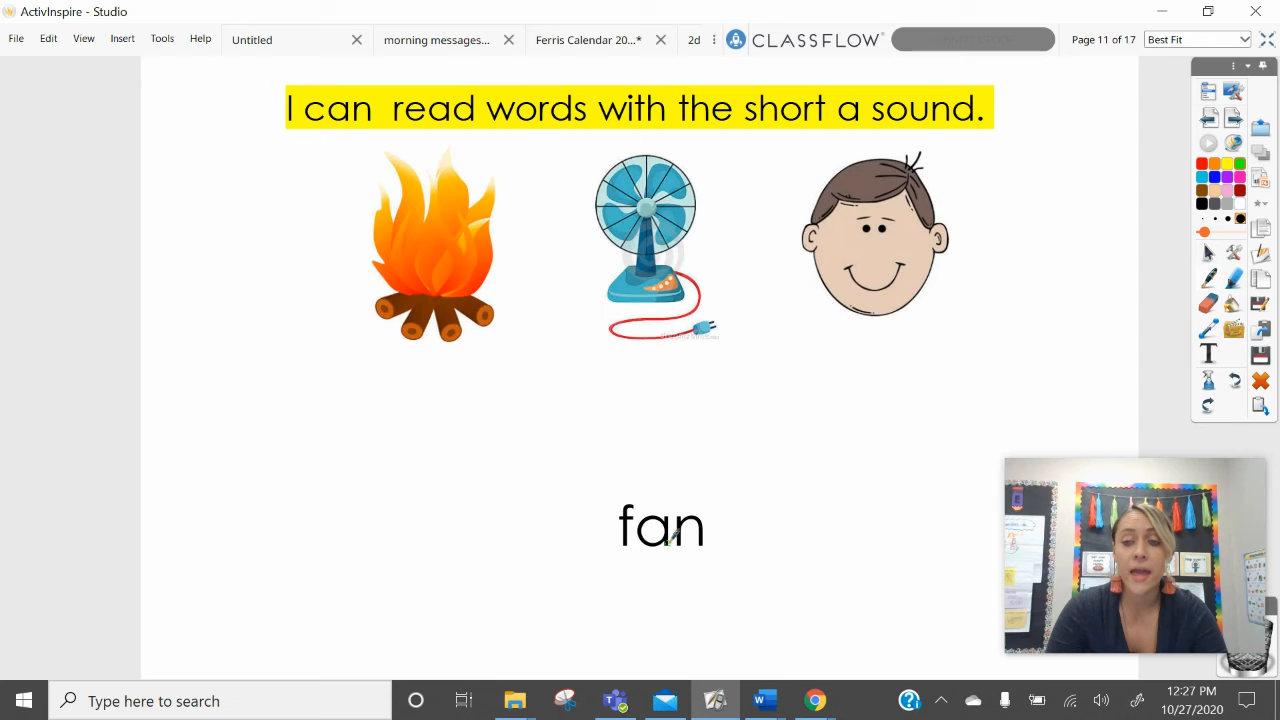 ActivInspire - Studio
File Edit View Insert Tools Help Untitled morning messages... Ferris Calendar 20...* 2d CLASSFLOW Page 11 of 17 Best Fit
I can read words with the short a sound.
T
fan
E
Type here to search
12:27 PM
10/27/2020